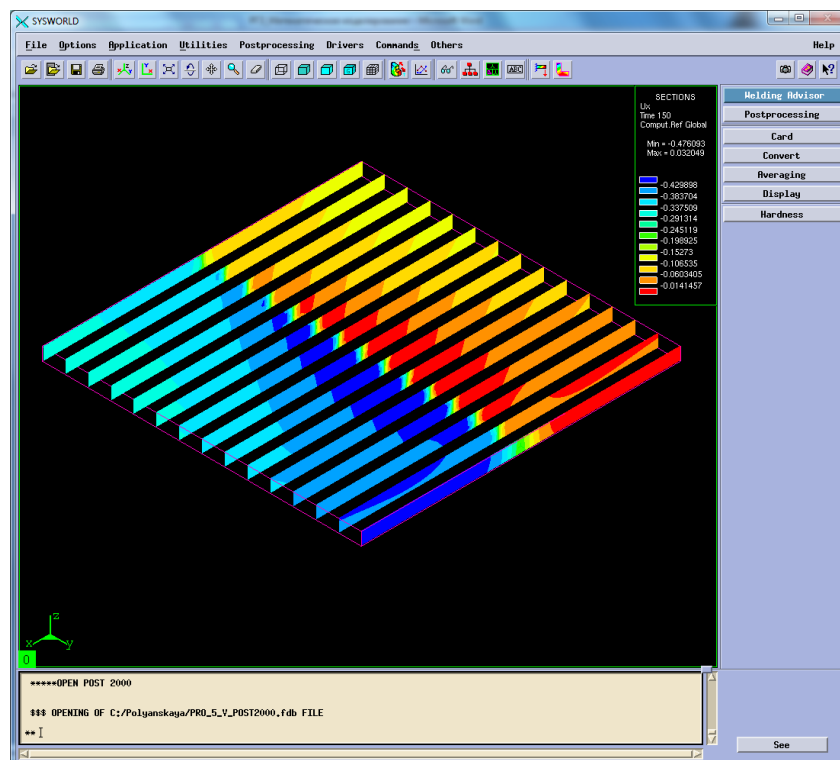 SYSWORLD
File Options Application Utilities Postprocessing Drivers Commands Others Help
ABC
SECTIONS
Ux
Time 150
Comput.Ref Global
Min = -0.476093
Max = 0.032049
-0.429898
-0.383704
-0.337509
-0.291314
-0.245119
-0.198925
-0.15273
-0.106535
-0.0603405
-0.0141457
Welding Advisor
Postprocessing
Card
Convert
Averaging
Display
Hardness
z
x
y
0
*****OPEN POST 2000
$$$ OPENING OF C:/Polyanskaya/PRO_5_V_POST2000.fdb FILE
**
See